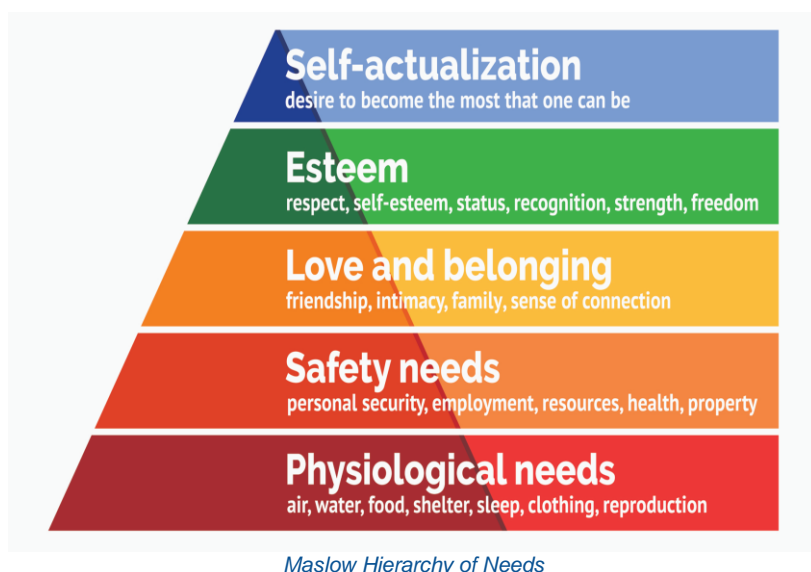 Self-actualization
desire to become the most that one can be
Esteem
respect, self-esteem, status, recognition, strength, freedom
Love and belonging
friendship, intimacy, family, sense of connection
Safety needs
personal security, employment, resources, health, property
Physiological needs
air, water, food, shelter, sleep, clothing, reproduction
Maslow Hierarchy of Needs